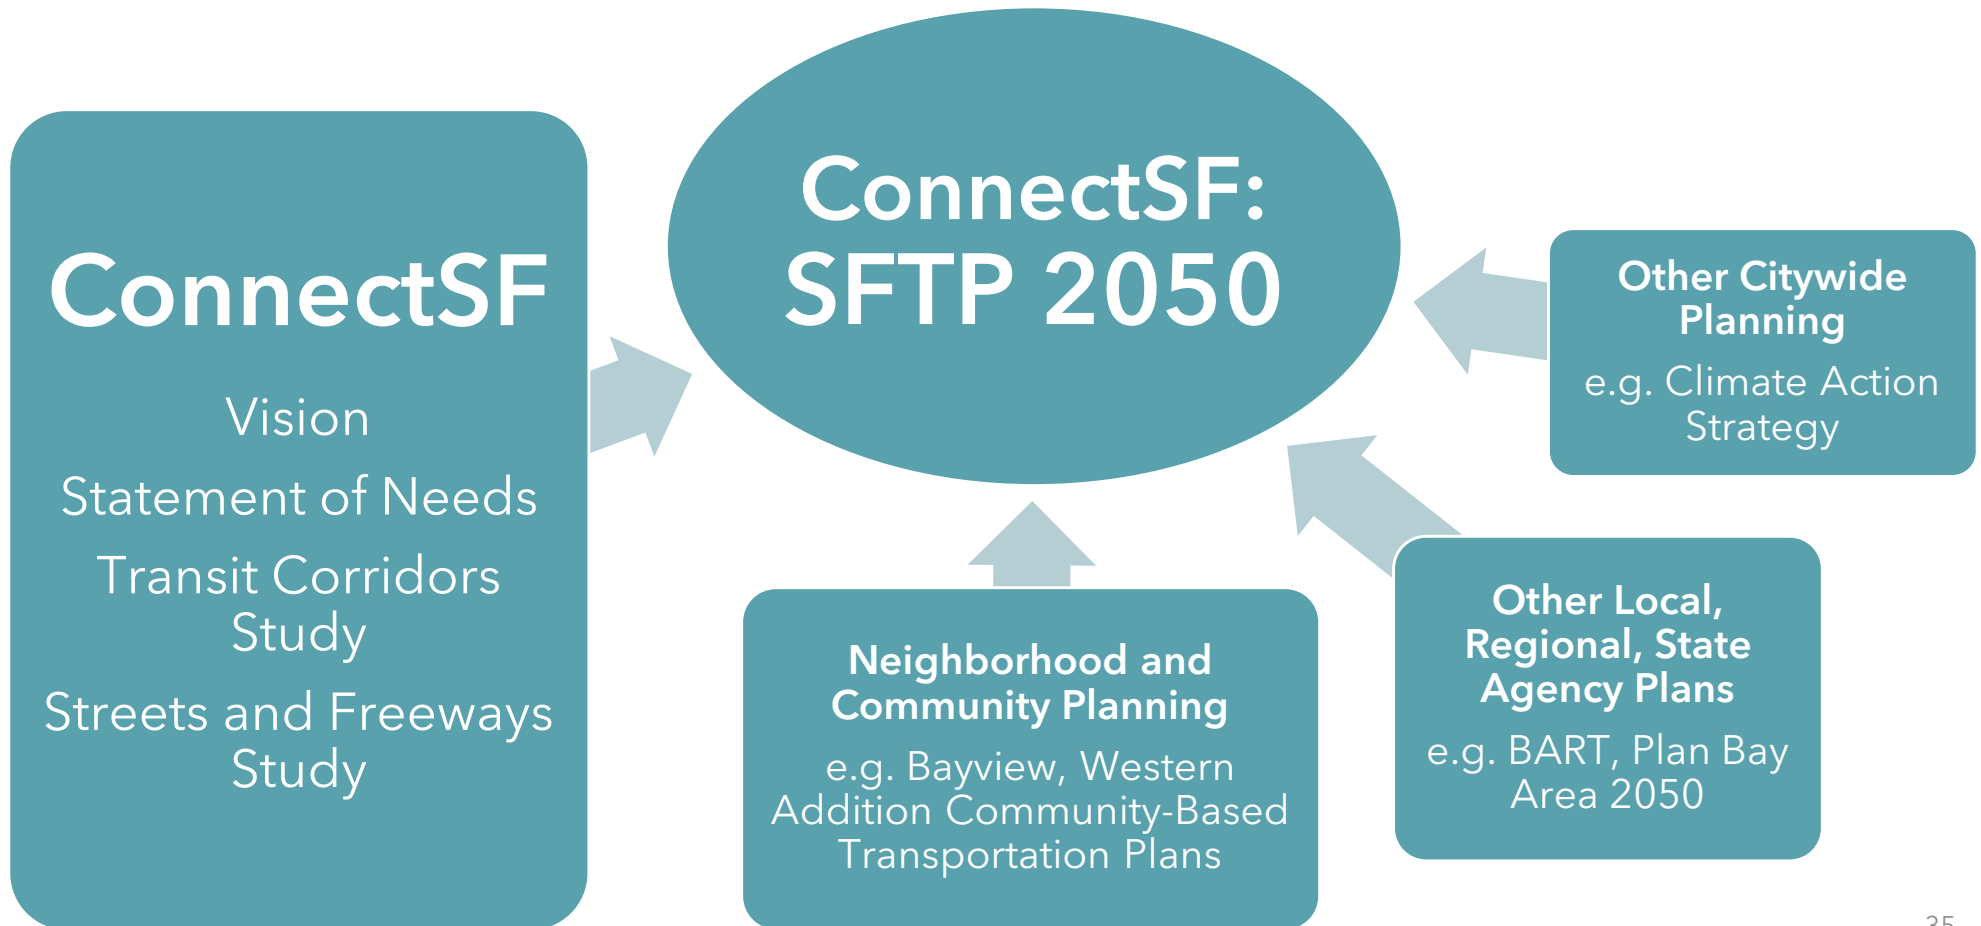 ConnectSF
Vision
Statement of Needs
Transit Corridors
Study
Streets and Freeways
Study
ConnectSF:
SFTP 2050
Neighborhood and
Community Planning
e.g. Bayview, Western
Addition Community-Based
Transportation Plans
Other Local,
Regional, State
Agency Plans
e.g. BART, Plan Bay
Area 2050
Other Citywide
Planning
e.g. Climate Action
Strategy
35